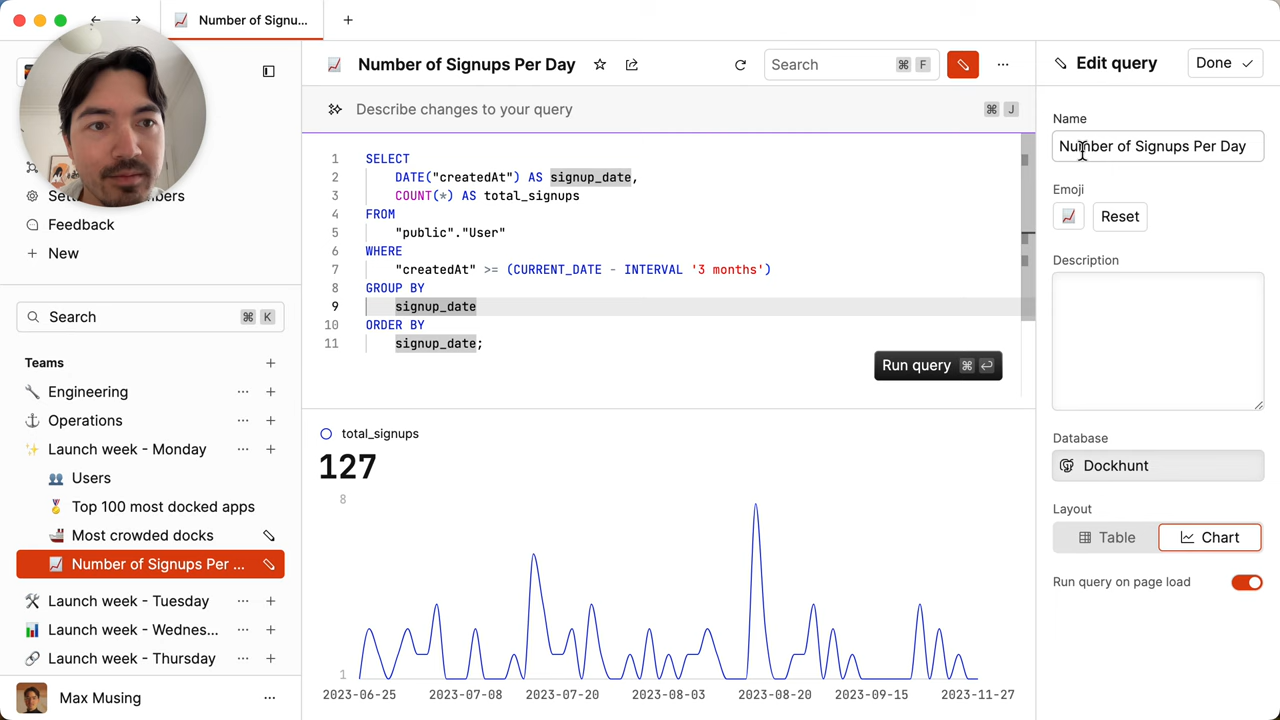 Number of Signu...
Settings
Members
Feedback
New
Search ⌘ K
Teams
Engineering
Operations
Launch week - Monday
Users
Top 100 most docked apps
Most crowded docks
Number of Signups Per ...
Launch week - Tuesday
Launch week - Wednes...
Launch week - Thursday
Max Musing
Number of Signups Per Day
Search ⌘ F
Describe changes to your query ⌘ J
1 SELECT
2 DATE("createdAt") AS signup_date,
3 COUNT(*) AS total_signups
4 FROM
5 "public"."User"
6 WHERE
7 "createdAt" >= (CURRENT_DATE - INTERVAL '3 months')
8 GROUP BY
9 signup_date
10 ORDER BY
11 signup_date;
Run query ⌘
total_signups
127
8
1
2023-06-25 2023-07-08 2023-07-20 2023-08-03 2023-08-20 2023-09-15 2023-11-27
Edit query
Done
Name
Number of Signups Per Day
Emoji
Reset
Description
Database
Dockhunt
Layout
Table Chart
Run query on page load